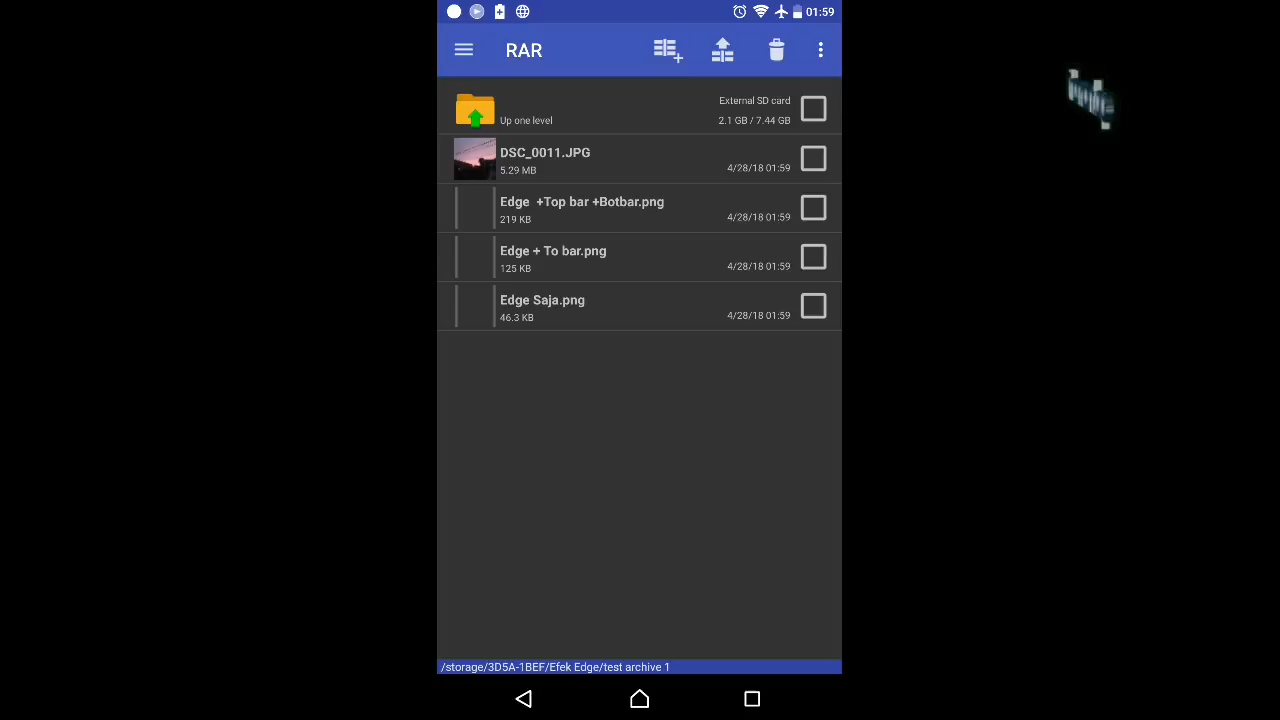 01:59
RAR
External SD card
Up one level
2.1 GB / 7.44 GB
DSC_0011.JPG
5.29 MB
4/28/18 01:59
Edge  +Top bar +Botbar.png
219 KB
4/28/18 01:59
Edge + To bar.png
125 KB
4/28/18 01:59
Edge Saja.png
46.3 KB
4/28/18 01:59
/storage/3D5A-1BEF/Efek Edge/test archive 1